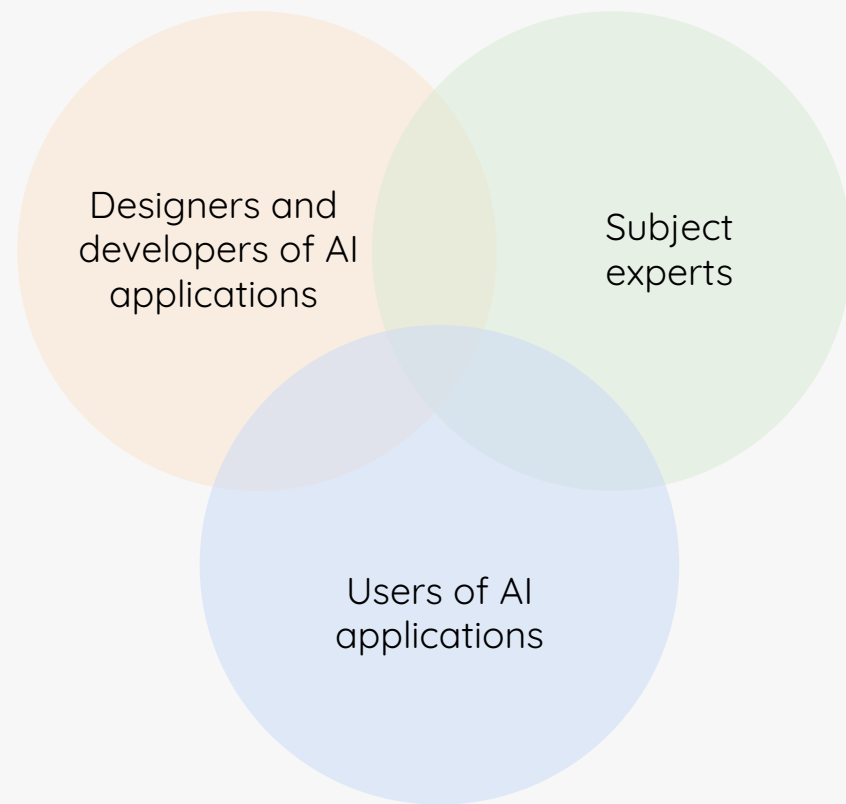 Designers and
developers of AI
applications
Subject
experts
Users of AI
applications